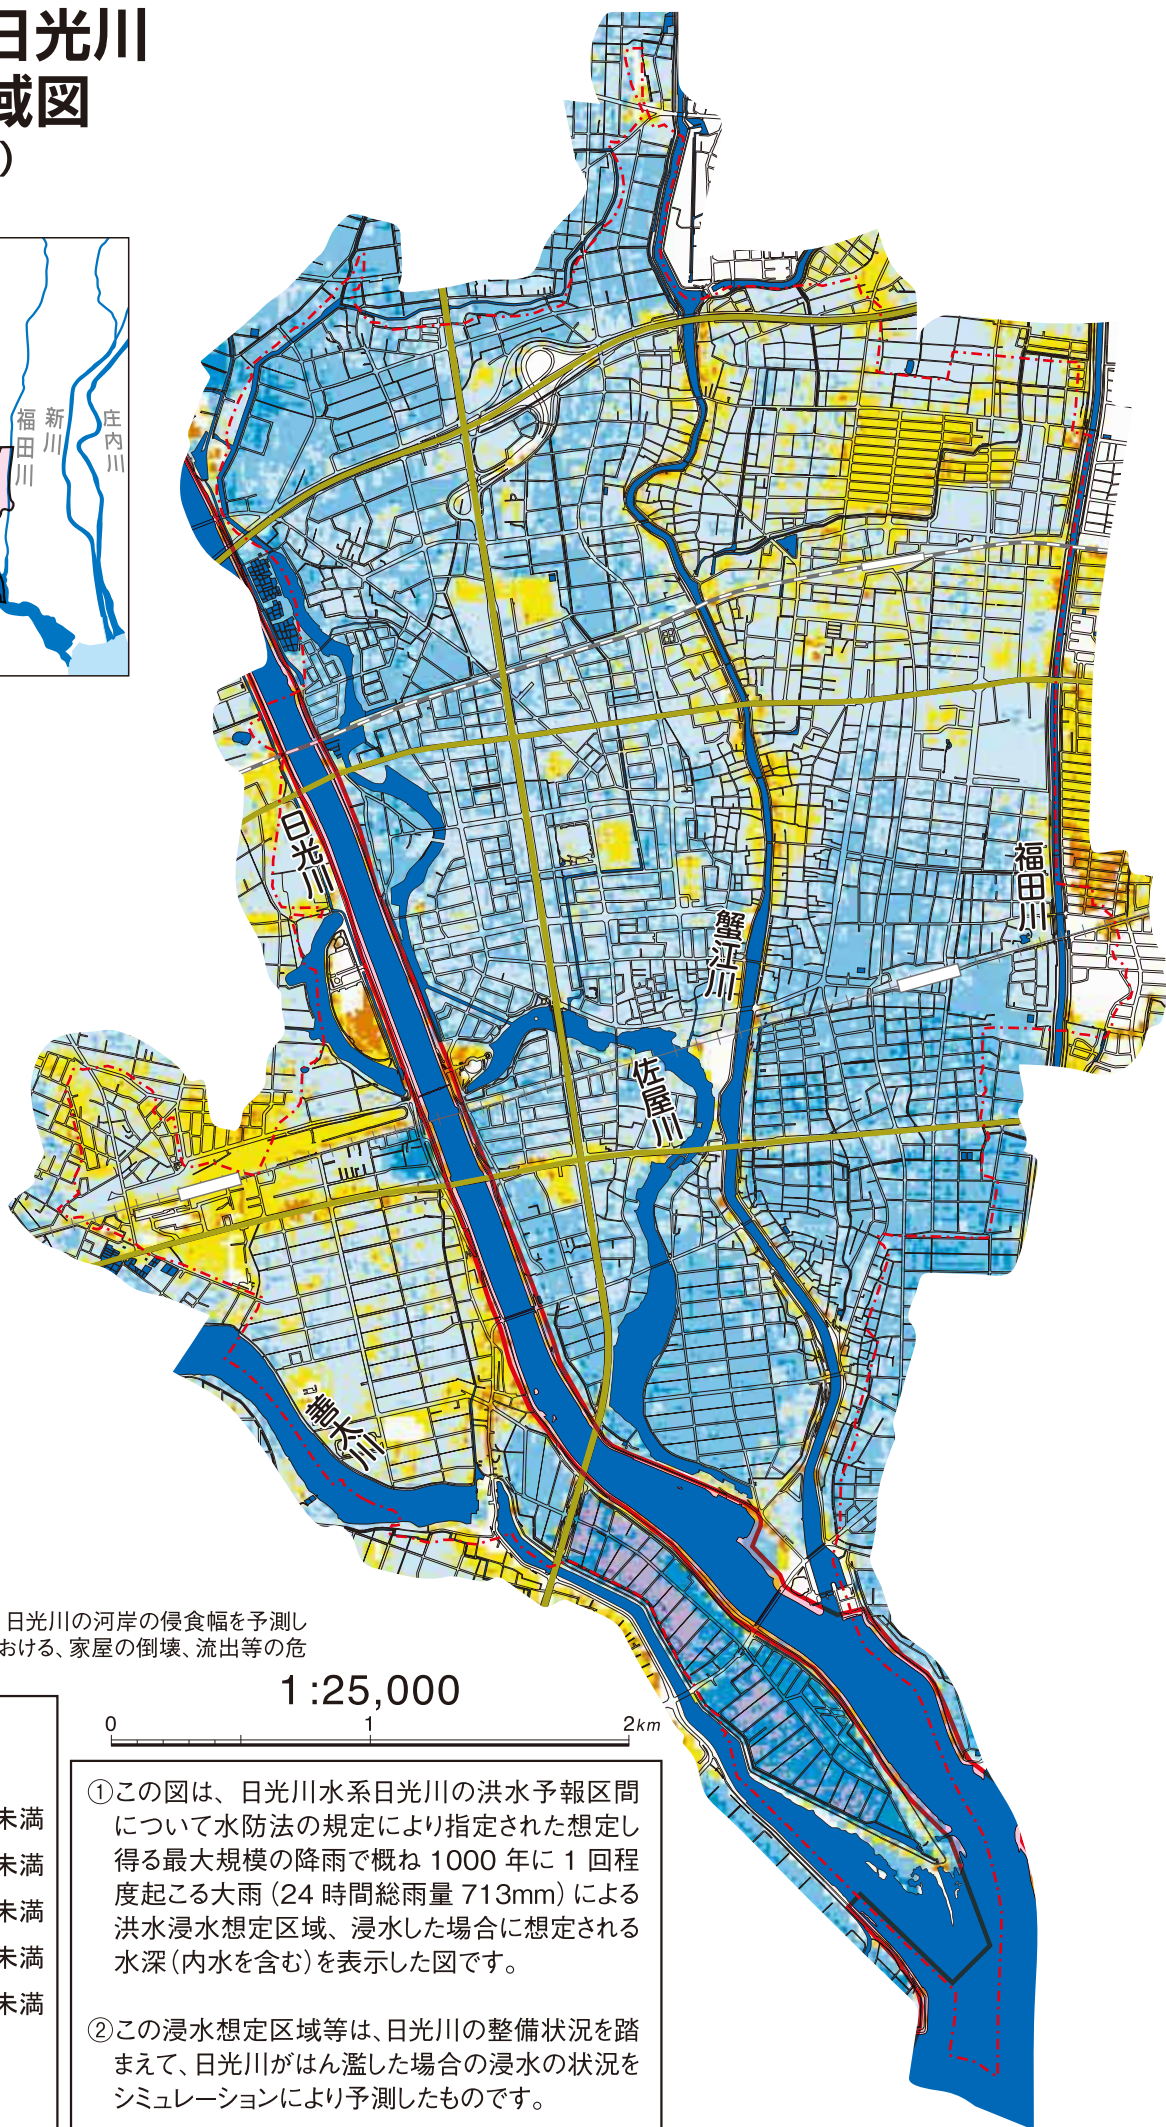 日光川
域図
)
福田川
新川
庄内川
日光川
蟹江川
福田川
佐屋川
善太川
日光川の河岸の侵食幅を予測し
おける、家屋の倒壊、流出等の危
1:25,000
0 1 2km
未満
未満
未満
未満
未満
①この図は、日光川水系日光川の洪水予報区間
について水防法の規定により指定された想定し
得る最大規模の降雨で概ね 1000 年に 1 回程
度起こる大雨（24 時間総雨量 713mm）による
洪水浸水想定区域、浸水した場合に想定される
水深（内水を含む）を表示した図です。
②この浸水想定区域等は、日光川の整備状況を踏
まえて、日光川がはん濫した場合の浸水の状況を
シミュレーションにより予測したものです。